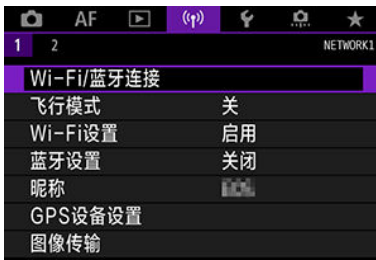 AF
1 2 NETWORK1
Wi-Fi/蓝牙连接
飞行模式 关
Wi-Fi设置 启用
蓝牙设置 关闭
昵称
GPS设备设置
图像传输